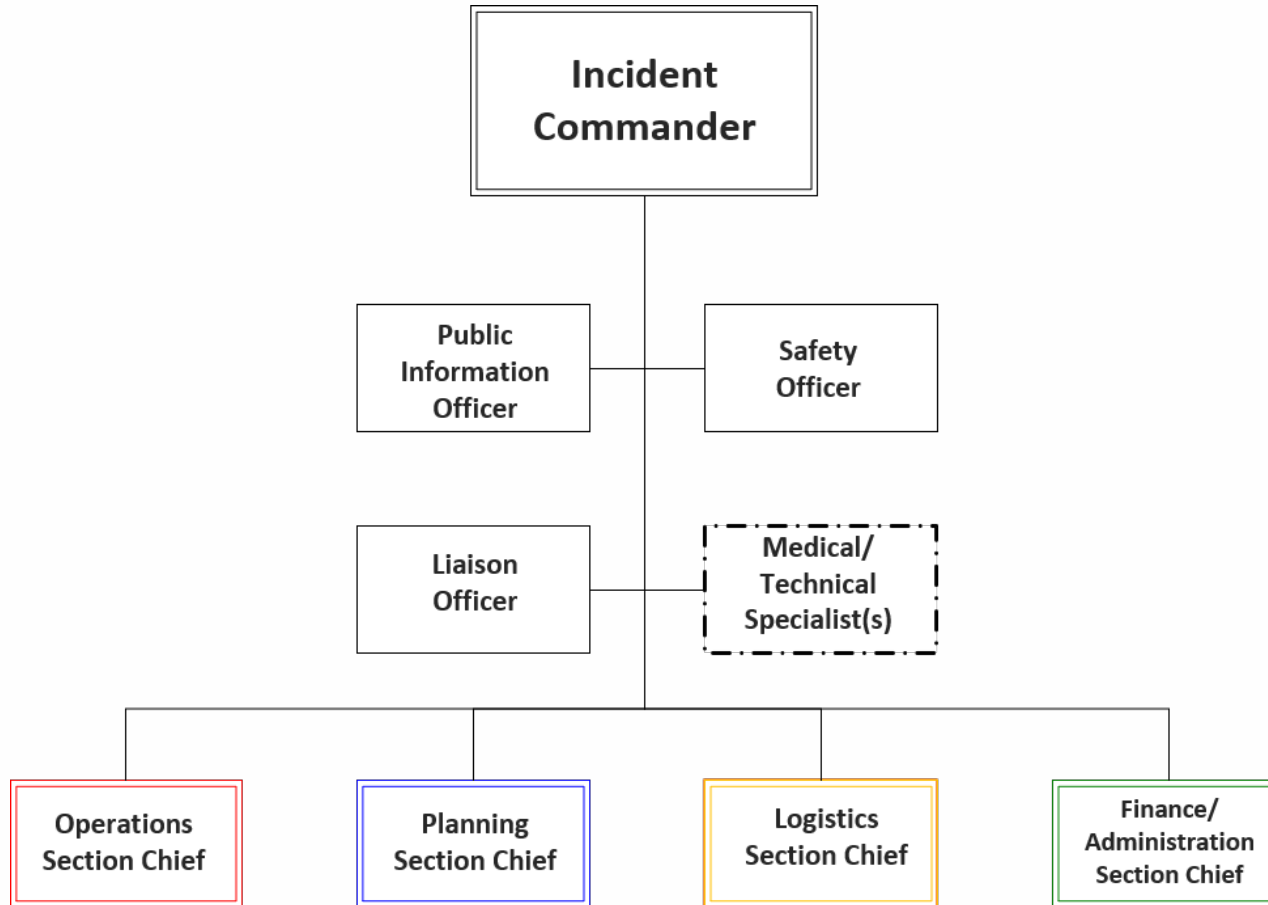 Incident
Commander
Public
Information
Officer
Safety
Officer
Liaison
Officer
Medical/
Technical
Specialist(s)
Operations
Section Chief
Planning
Section Chief
Logistics
Section Chief
Finance/
Administration
Section Chief